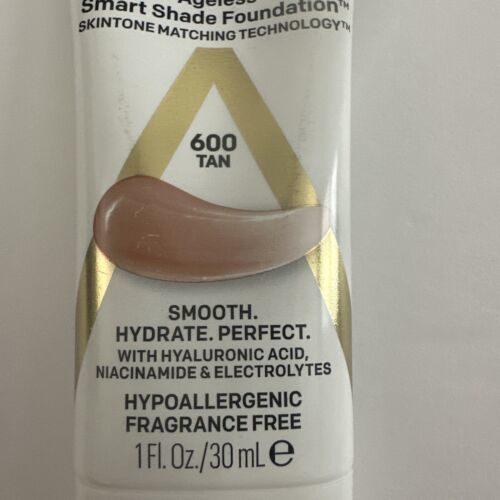 Ageless
Smart Shade Foundation™
SKINTONE MATCHING TECHNOLOGY™
600
TAN
SMOOTH.
HYDRATE. PERFECT.
WITH HYALURONIC ACID,
NIACINAMIDE & ELECTROLYTES
HYPOALLERGENIC
FRAGRANCE FREE
1 Fl. Oz./30 mL ℮